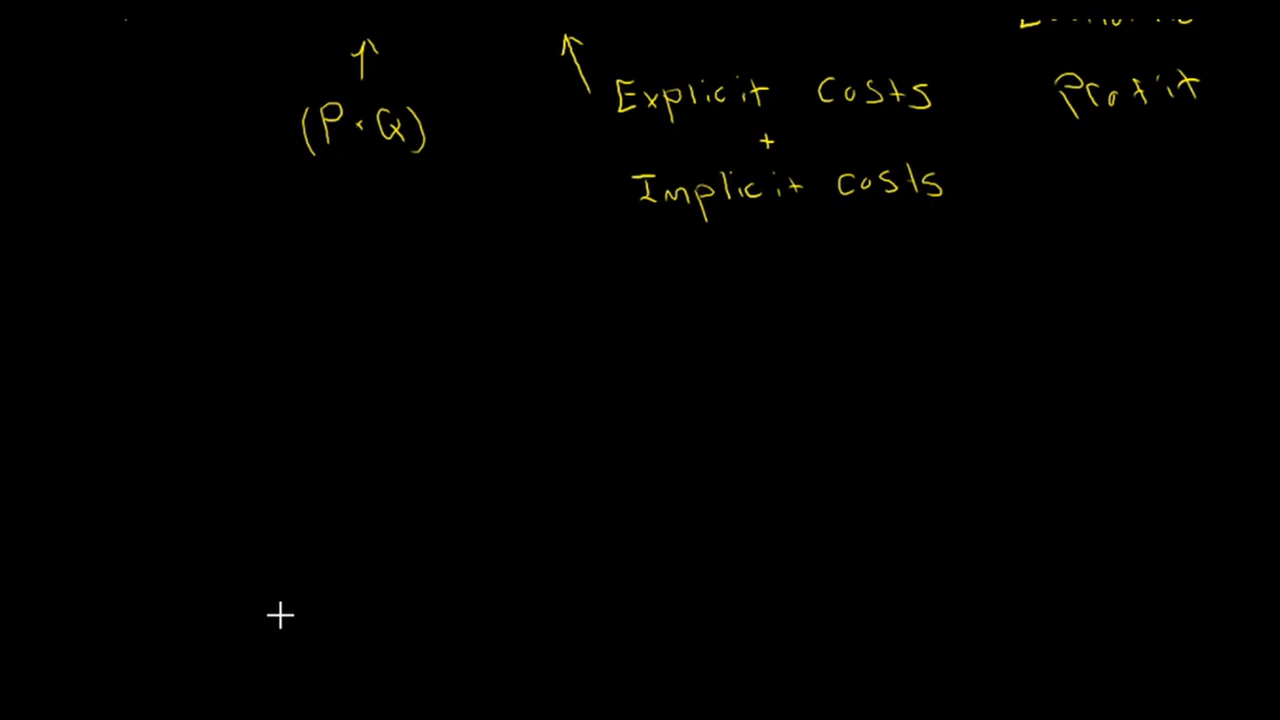 Explicit costs
Profit
(P·Q)
+
Implicit costs